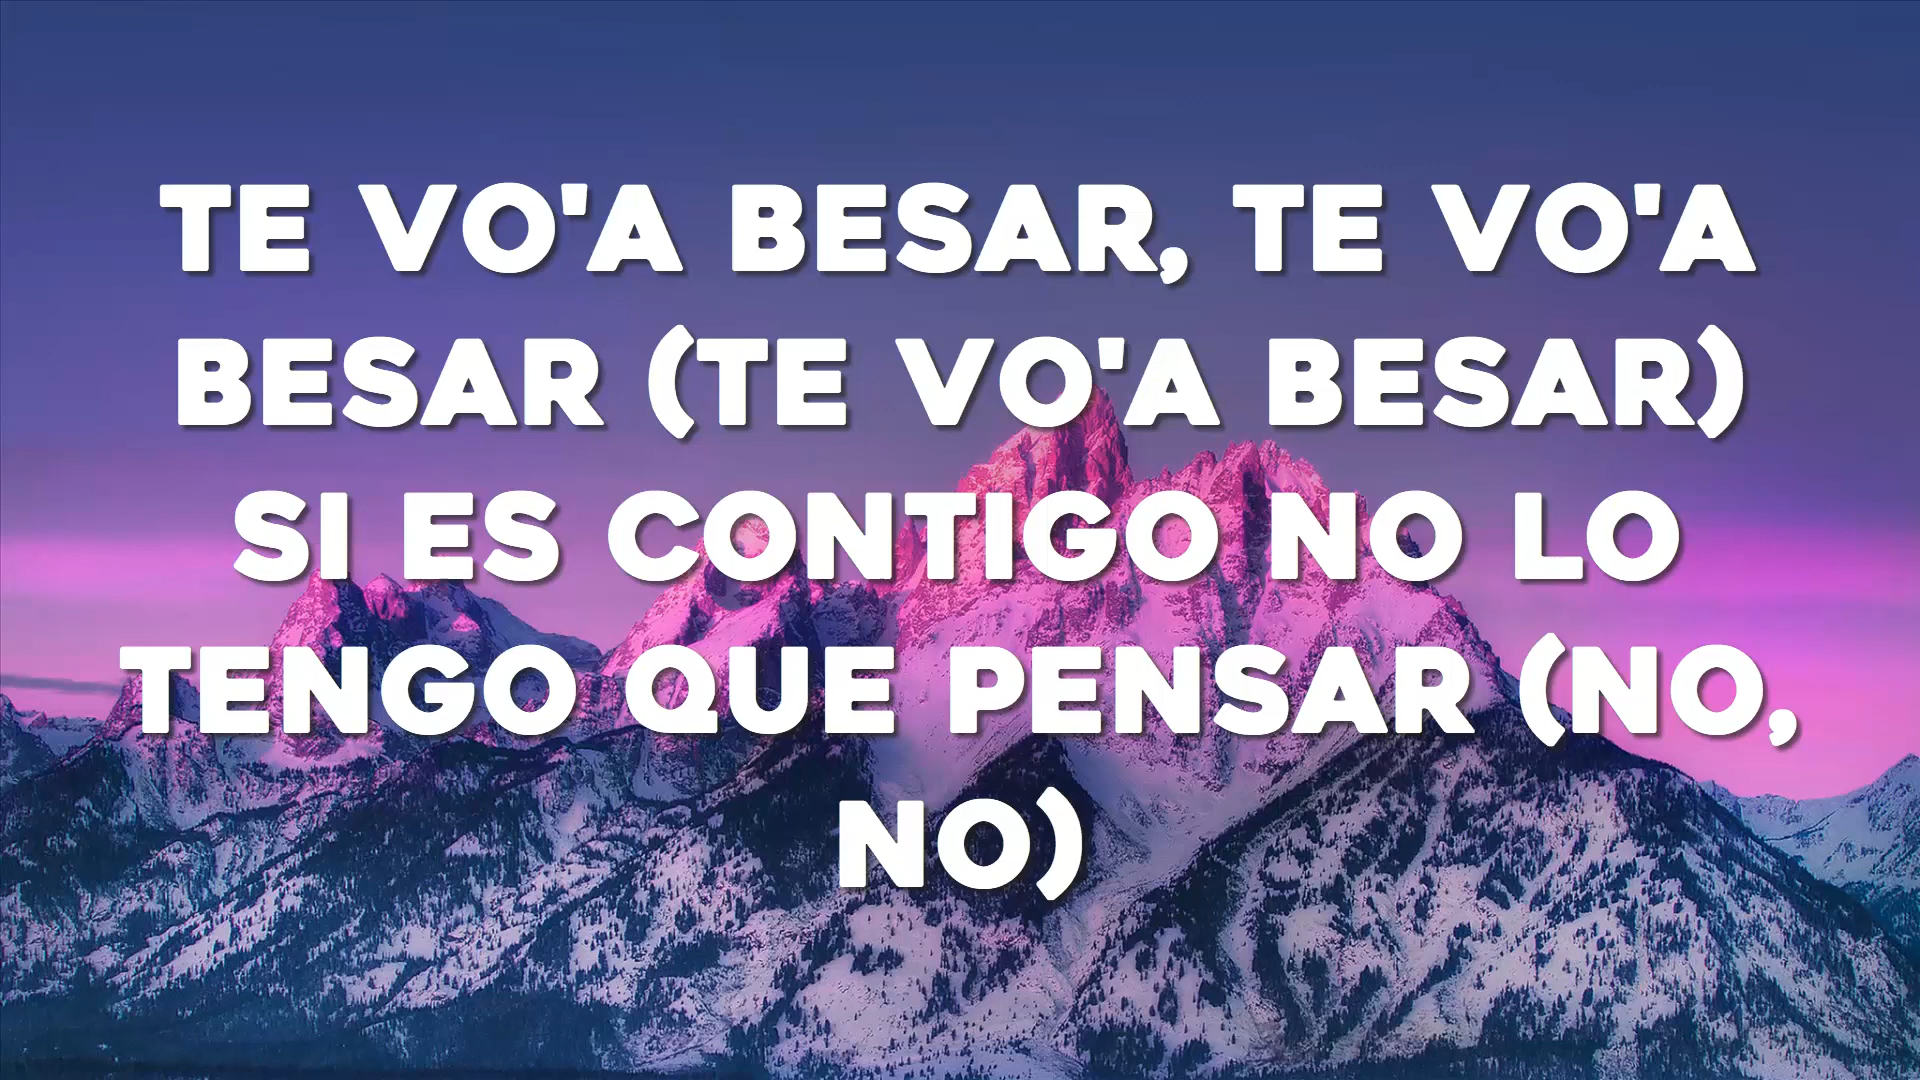 TE VO'A BESAR, TE VO'A
BESAR (TE VO'A BESAR)
SI ES CONTIGO NO LO
TENGO QUE PENSAR (NO,
NO)